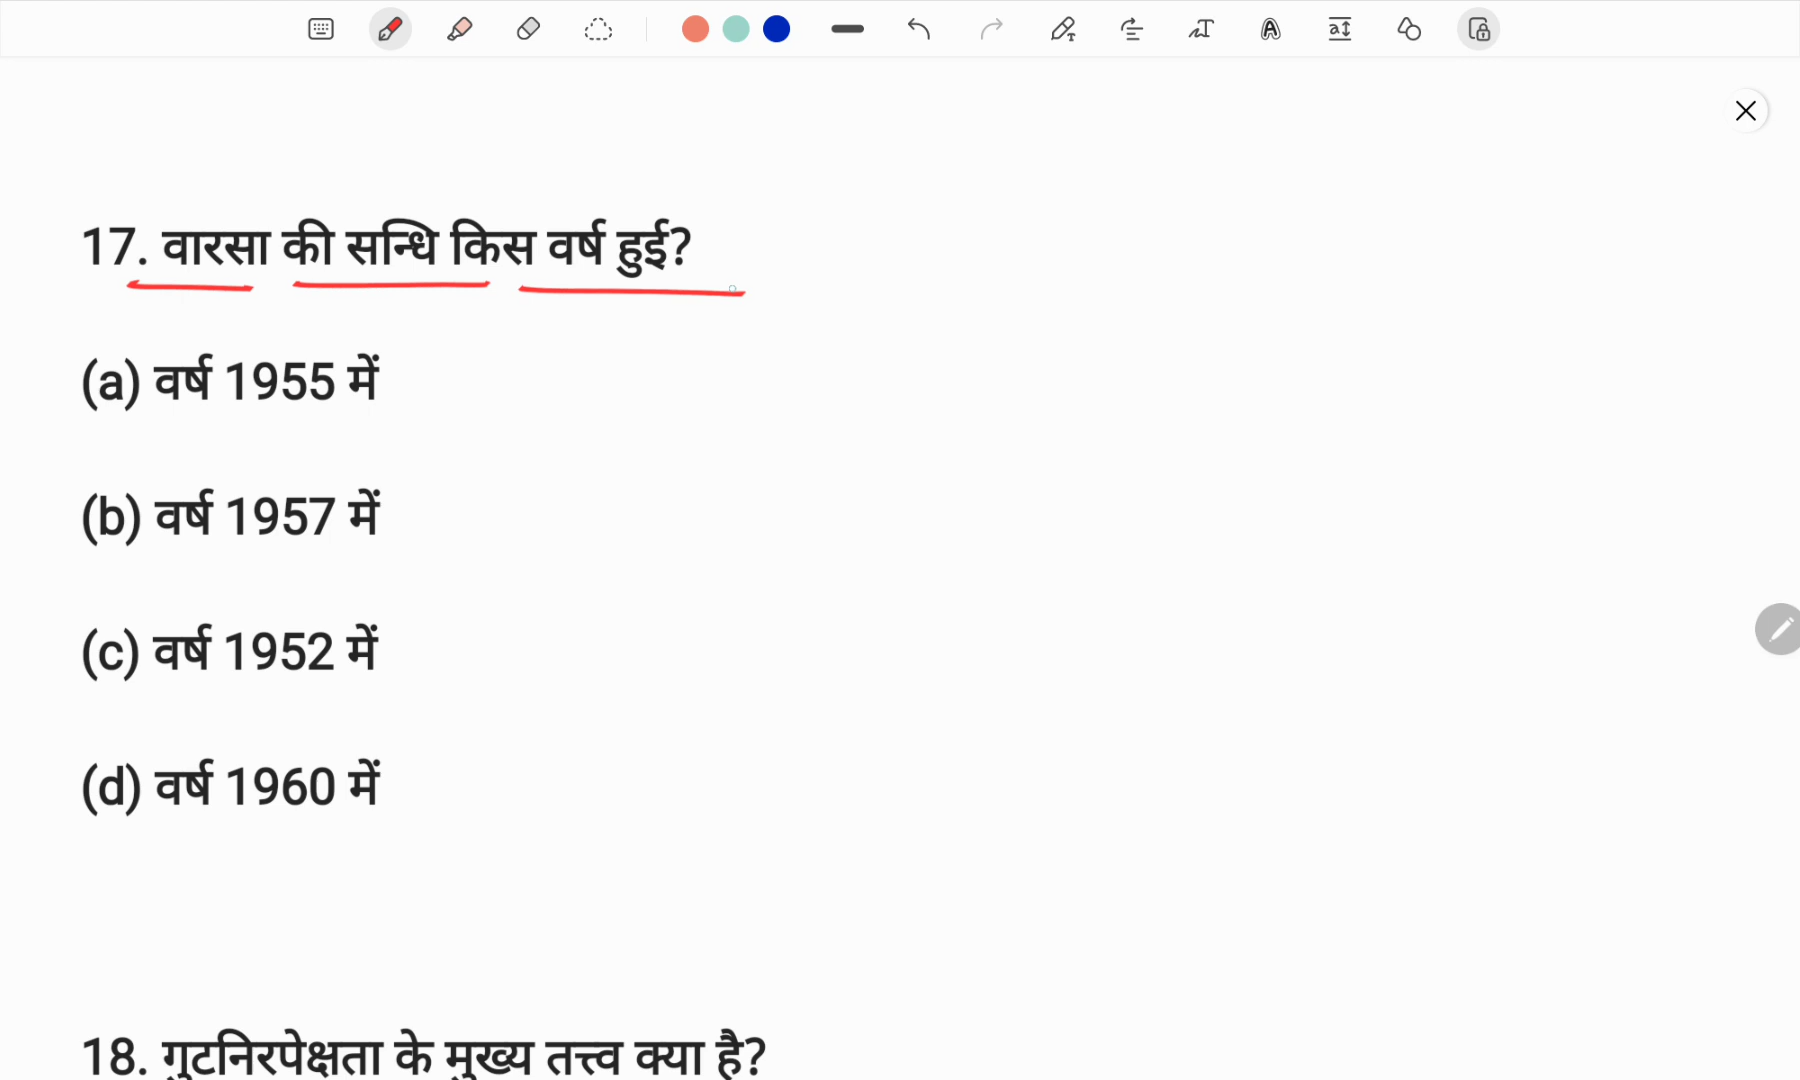 17. वारसा की सन्धि किस वर्ष हुई?
(a) वर्ष 1955 में
(b) वर्ष 1957 में
(c) वर्ष 1952 में
(d) वर्ष 1960 में
18. गुटनिरपेक्षता के मुख्य तत्त्व क्या है?